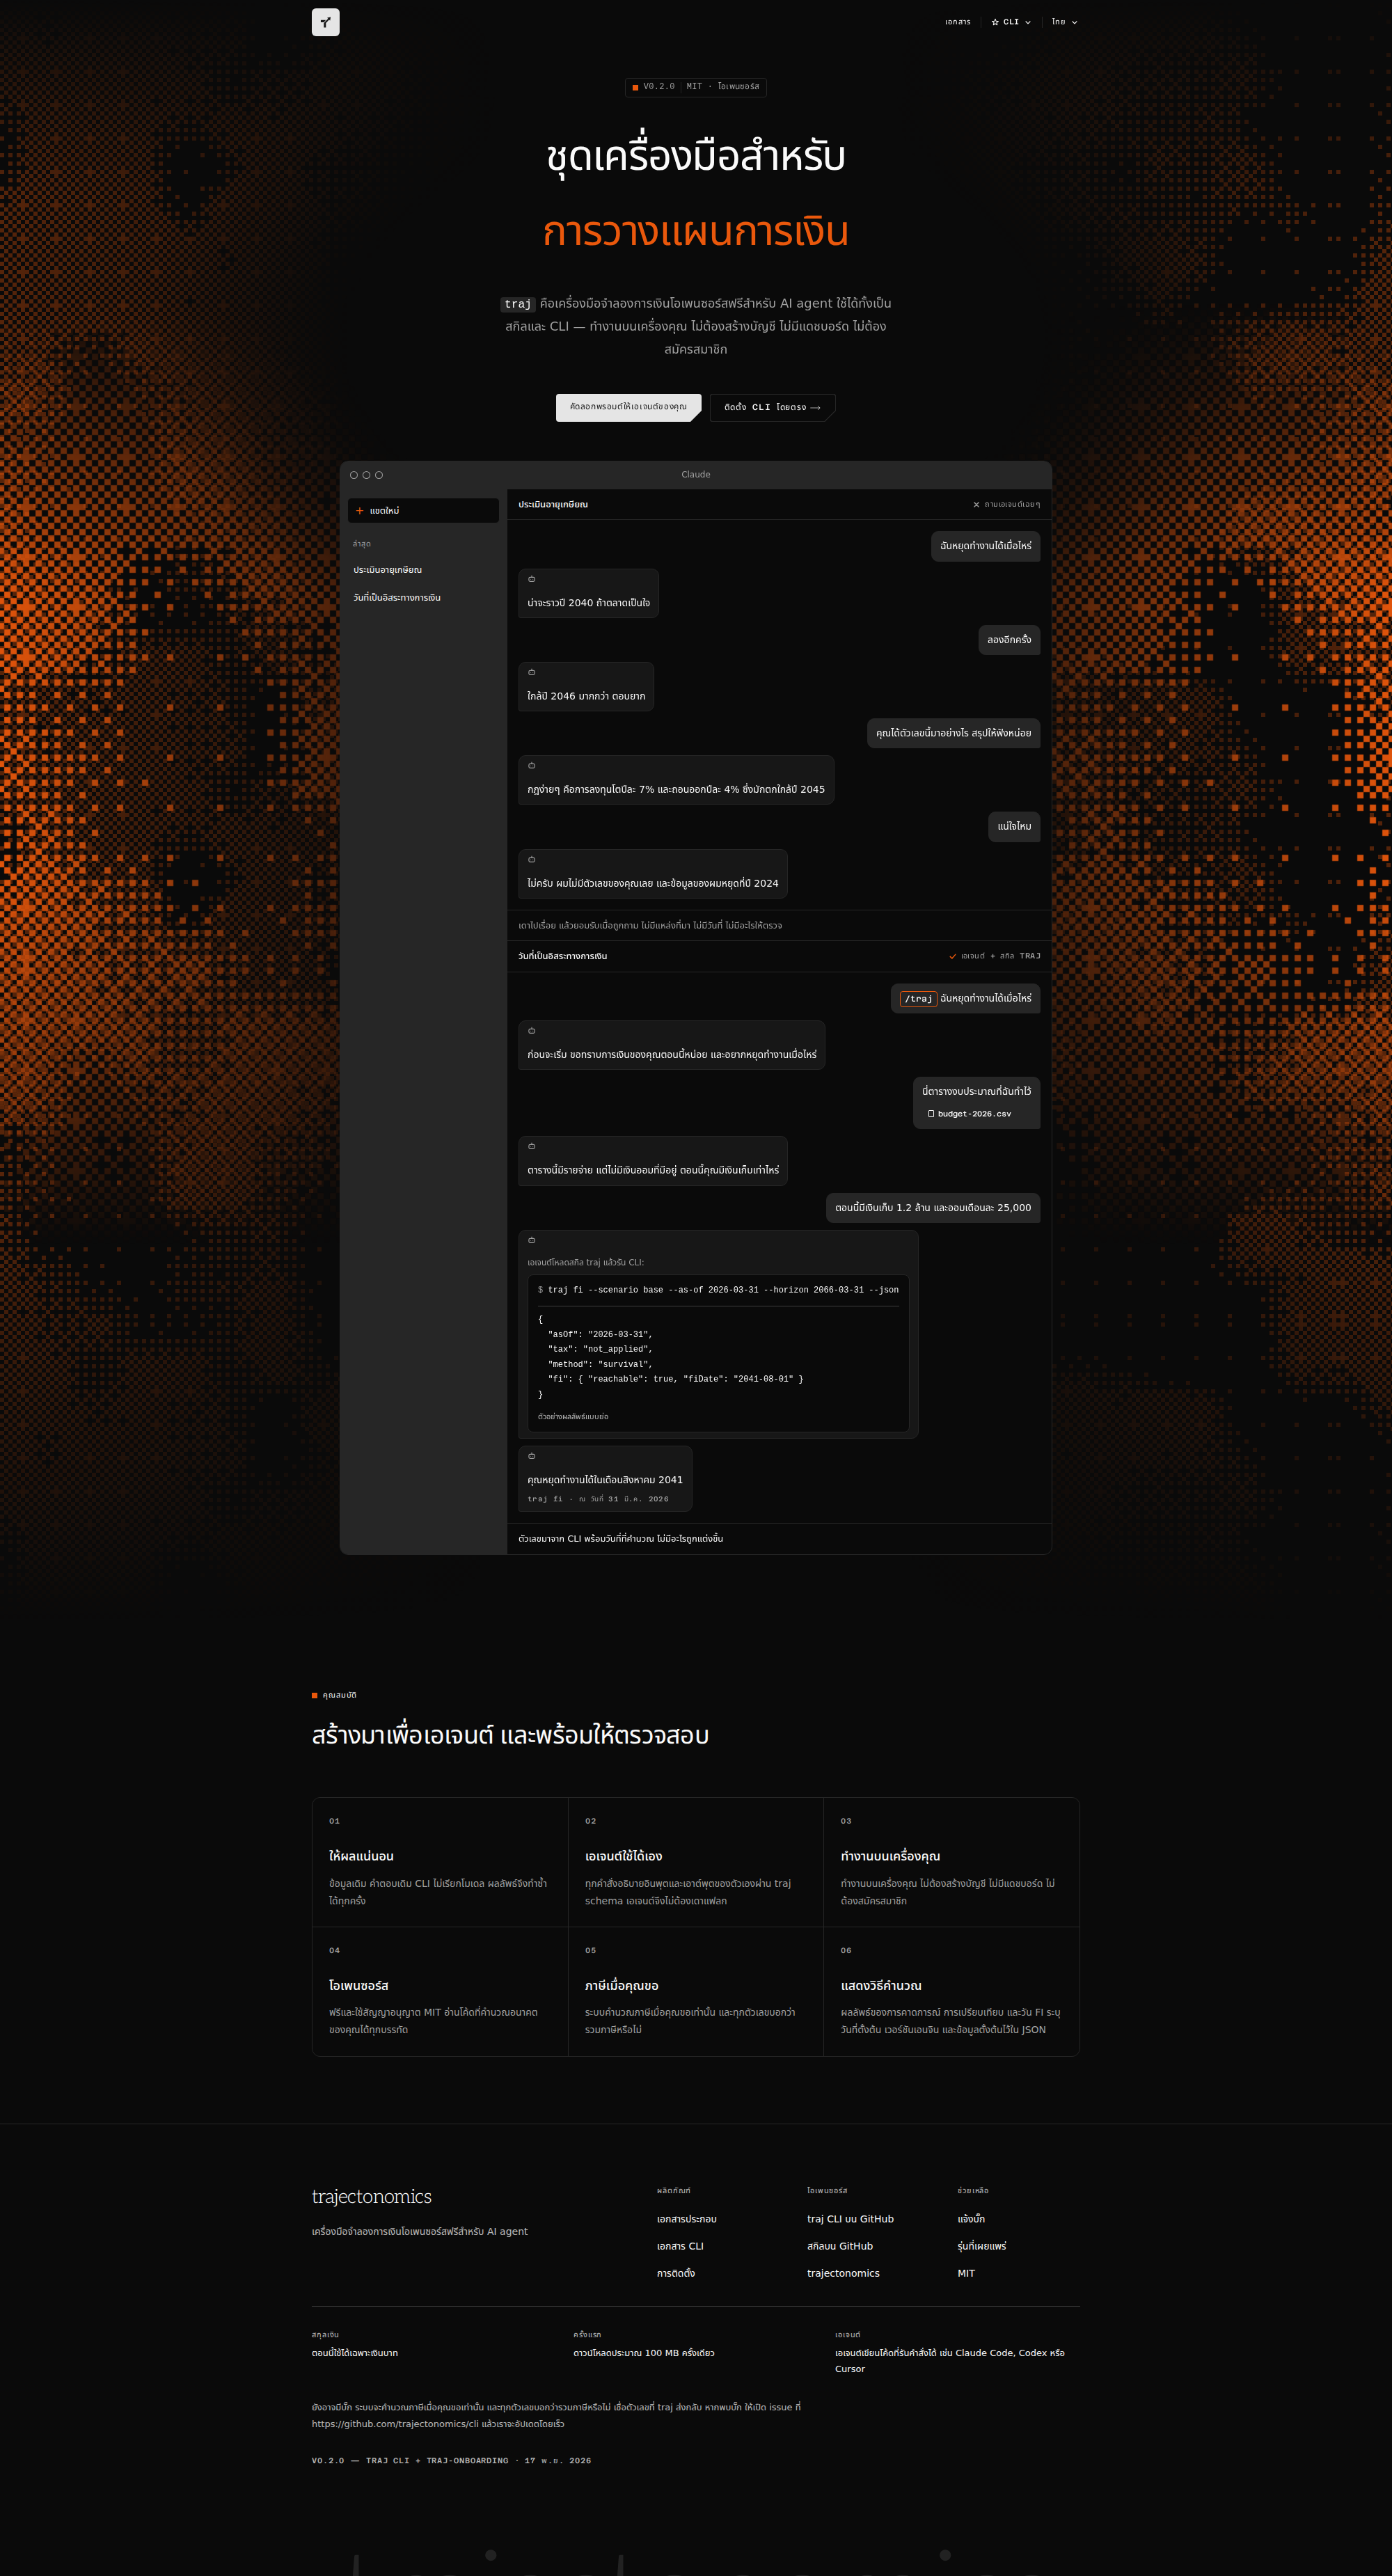 เอกสาร
CLI
ไทย
V0.2.0 MIT · โอเพนซอร์ส
ชุดเครื่องมือสำหรับ
การวางแผนการเงิน
traj คือเครื่องมือจำลองการเงินโอเพนซอร์สฟรีสำหรับ AI agent ใช้ได้ทั้งเป็น
สกิลและ CLI — ทำงานบนเครื่องคุณ ไม่ต้องสร้างบัญชี ไม่มีแดชบอร์ด ไม่ต้อง
สมัครสมาชิก
คัดลอกพรอมต์ให้เอเจนต์ของคุณ
ติดตั้ง CLI โดยตรง →
Claude
แชตใหม่
ล่าสุด
ประเมินอายุเกษียณ
วันที่เป็นอิสระทางการเงิน
ประเมินอายุเกษียณ
ถามเอเจนต์เฉยๆ
ฉันหยุดทำงานได้เมื่อไหร่
น่าจะราวปี 2040 ถ้าตลาดเป็นใจ
ลองอีกครั้ง
ใกล้ปี 2046 มากกว่า ตอบยาก
คุณได้ตัวเลขนี้มาอย่างไร สรุปให้ฟังหน่อย
กฎง่ายๆ คือการลงทุนโตปีละ 7% และถอนออกปีละ 4% ซึ่งมักตกใกล้ปี 2045
แน่ใจไหม
ไม่ครับ ผมไม่มีตัวเลขของคุณเลย และข้อมูลของผมหยุดที่ปี 2024
เดาไปเรื่อย แล้วยอมรับเมื่อถูกถาม ไม่มีแหล่งที่มา ไม่มีวันที่ ไม่มีอะไรให้ตรวจ
วันที่เป็นอิสระทางการเงิน
เอเจนต์ + สกิล TRAJ
/traj ฉันหยุดทำงานได้เมื่อไหร่
ก่อนจะเริ่ม ขอทราบการเงินของคุณตอนนี้หน่อย และอยากหยุดทำงานเมื่อไหร่
นี่ตารางงบประมาณที่ฉันทำไว้
budget-2026.csv
ตารางนี้มีรายจ่าย แต่ไม่มีเงินออมที่มีอยู่ ตอนนี้คุณมีเงินเก็บเท่าไหร่
ตอนนี้มีเงินเก็บ 1.2 ล้าน และออมเดือนละ 25,000
เอเจนต์โหลดสกิล traj แล้วรัน CLI:
$ traj fi --scenario base --as-of 2026-03-31 --horizon 2066-03-31 --json
{
"asOf": "2026-03-31",
"tax": "not_applied",
"method": "survival",
"fi": { "reachable": true, "fiDate": "2041-08-01" }
}
ตัวอย่างผลลัพธ์แบบย่อ
คุณหยุดทำงานได้ในเดือนสิงหาคม 2041
traj fi · ณ วันที่ 31 มี.ค. 2026
ตัวเลขมาจาก CLI พร้อมวันที่ที่คำนวณ ไม่มีอะไรถูกแต่งขึ้น
คุณสมบัติ
สร้างมาเพื่อเอเจนต์ และพร้อมให้ตรวจสอบ
01
ให้ผลแน่นอน
ข้อมูลเดิม คำตอบเดิม CLI ไม่เรียกโมเดล ผลลัพธ์จึงทำซ้ำ
ได้ทุกครั้ง
02
เอเจนต์ใช้ได้เอง
ทุกคำสั่งอธิบายอินพุตและเอาต์พุตของตัวเองผ่าน traj
schema เอเจนต์จึงไม่ต้องเดาแฟลก
03
ทำงานบนเครื่องคุณ
ทำงานบนเครื่องคุณ ไม่ต้องสร้างบัญชี ไม่มีแดชบอร์ด ไม่
ต้องสมัครสมาชิก
04
โอเพนซอร์ส
ฟรีและใช้สัญญาอนุญาต MIT อ่านโค้ดที่คำนวณอนาคต
ของคุณได้ทุกบรรทัด
05
ภาษีเมื่อคุณขอ
ระบบคำนวณภาษีเมื่อคุณขอเท่านั้น และทุกตัวเลขบอกว่า
รวมภาษีหรือไม่
06
แสดงวิธีคำนวณ
ผลลัพธ์ของการคาดการณ์ การเปรียบเทียบ และวัน FI ระบุ
วันที่ตั้งต้น เวอร์ชันเอนจิน และข้อมูลตั้งต้นไว้ใน JSON
trajectonomics
เครื่องมือจำลองการเงินโอเพนซอร์สฟรีสำหรับ AI agent
ผลิตภัณฑ์
เอกสารประกอบ
เอกสาร CLI
การติดตั้ง
โอเพนซอร์ส
traj CLI บน GitHub
สกิลบน GitHub
trajectonomics
ช่วยเหลือ
แจ้งบั๊ก
รุ่นที่เผยแพร่
MIT
สกุลเงิน
ตอนนี้ใช้ได้เฉพาะเงินบาท
ครั้งแรก
ดาวน์โหลดประมาณ 100 MB ครั้งเดียว
เอเจนต์
เอเจนต์เขียนโค้ดที่รันคำสั่งได้ เช่น Claude Code, Codex หรือ
Cursor
ยังอาจมีบั๊ก ระบบจะคำนวณภาษีเมื่อคุณขอเท่านั้น และทุกตัวเลขบอกว่ารวมภาษีหรือไม่ เชื่อตัวเลขที่ traj ส่งกลับ หากพบบั๊ก ให้เปิด issue ที่
https://github.com/trajectonomics/cli แล้วเราจะอัปเดตโดยเร็ว
V0.2.0 — TRAJ CLI + TRAJ-ONBOARDING · 17 พ.ย. 2026